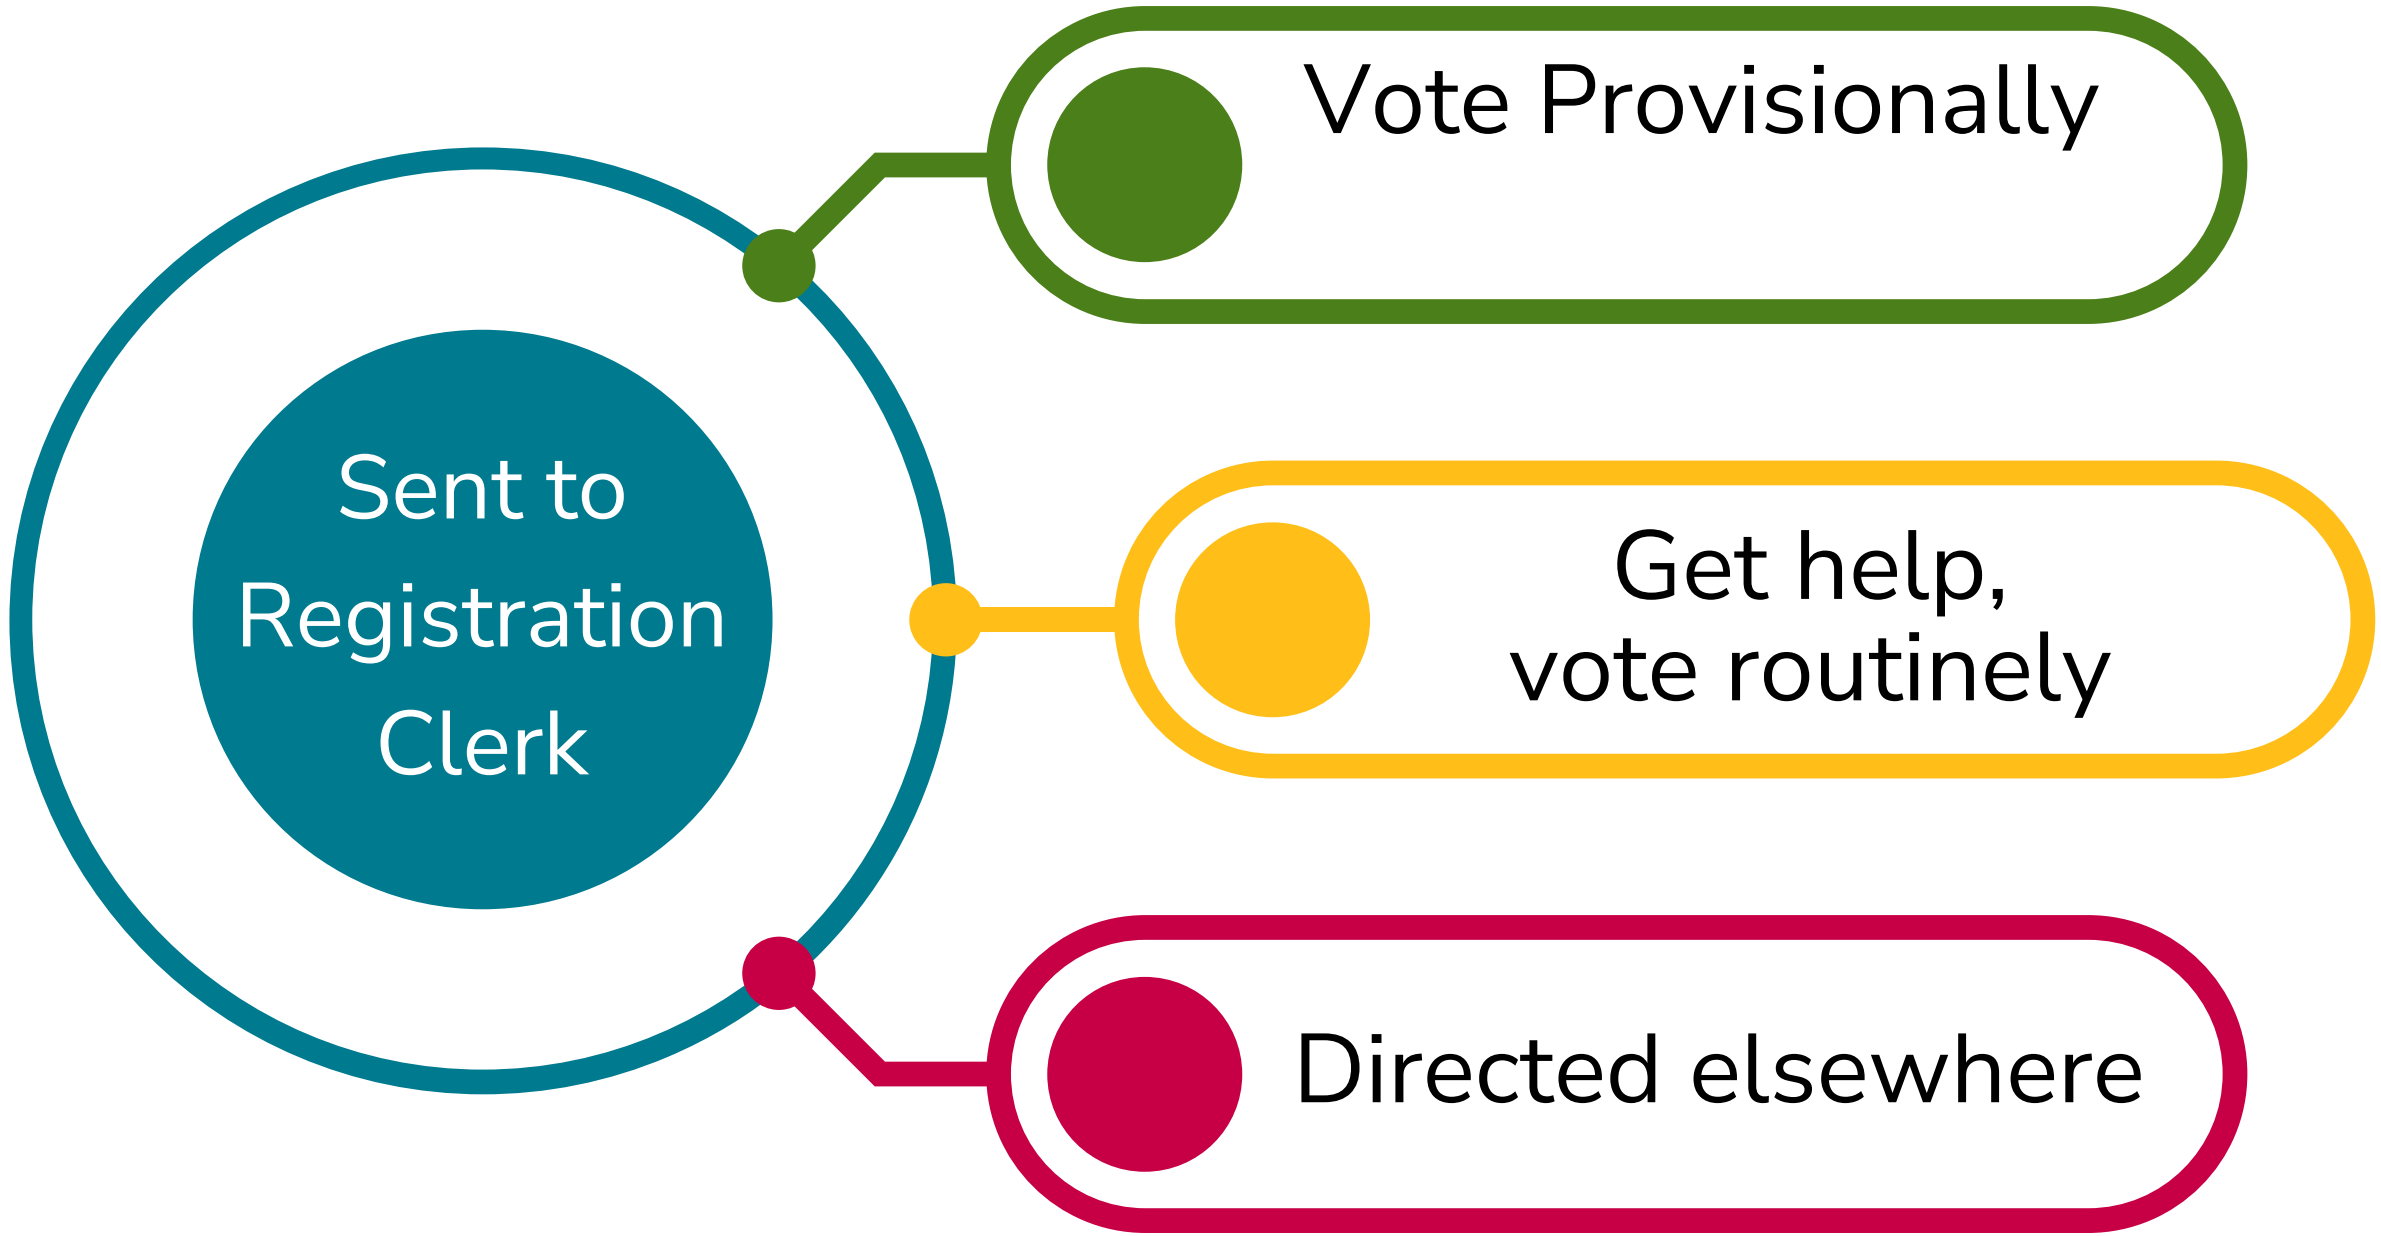 Sent to
Registration
Clerk
Vote Provisionally
Get help,
vote routinely
Directed elsewhere